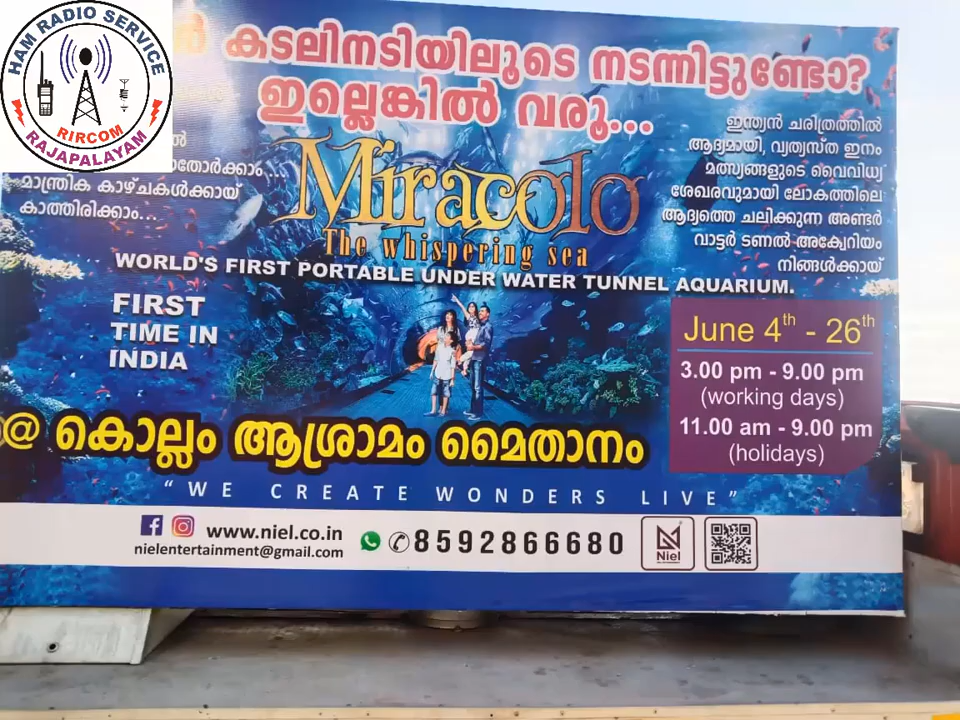 HAM RADIO SERVICE
RIRCOM
RAJAPALAYAM
കടലിനടിയിലൂടെ നടന്നിട്ടുണ്ടോ?
ഇല്ലെങ്കിൽ വരൂ...
മാന്ത്രിക കാഴ്ചകൾക്കായ്
കാത്തിരിക്കാം...
Miracolo
The whispering sea
ഇന്ത്യൻ ചരിത്രത്തിൽ
ആദ്യമായി, വ്യത്യസ്ത ഇനം
മത്സ്യങ്ങളുടെ വൈവിധ്യ
ശേഖരവുമായി ലോകത്തിലെ
ആദ്യത്തെ ചലിക്കുന്ന അണ്ടർ
വാട്ടർ ടണൽ അക്വേറിയം
നിങ്ങൾക്കായ്
WORLD'S FIRST PORTABLE UNDER WATER TUNNEL AQUARIUM.
FIRST
TIME IN
INDIA
June 4th - 26th
3.00 pm - 9.00 pm
(working days)
11.00 am - 9.00 pm
(holidays)
@ കൊല്ലം ആശ്രാമം മൈതാനം
"WE CREATE WONDERS LIVE"
www.niel.co.in
nielentertainment@gmail.com
8592866680
Niel